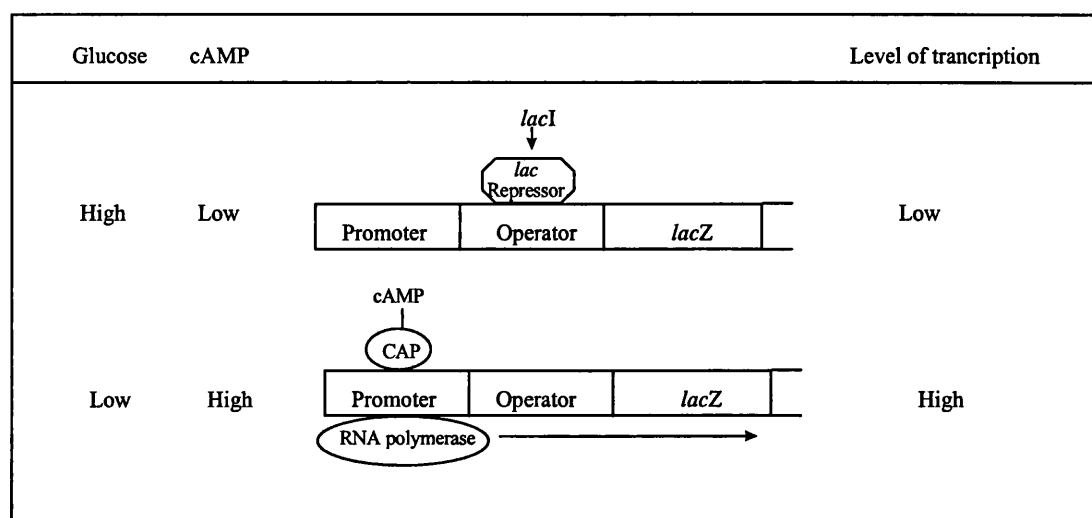 Glucose cAMP Level of trancription
lacI
lac
Repressor
High Low Low
Promoter Operator lacZ
cAMP
CAP
Low High Promoter Operator lacZ High
RNA polymerase